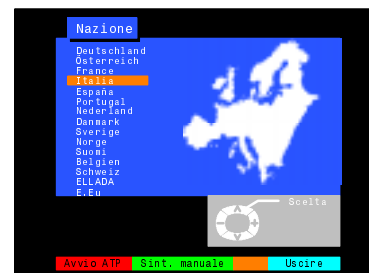 Nazione
Deutschland
Österreich
France
Italia
España
Portugal
Nederland
Danmark
Sverige
Norge
Suomi
Belgien
Schweiz
ELLADA
E.Eu
Scelta
Avvio ATP Sint. manuale Uscire